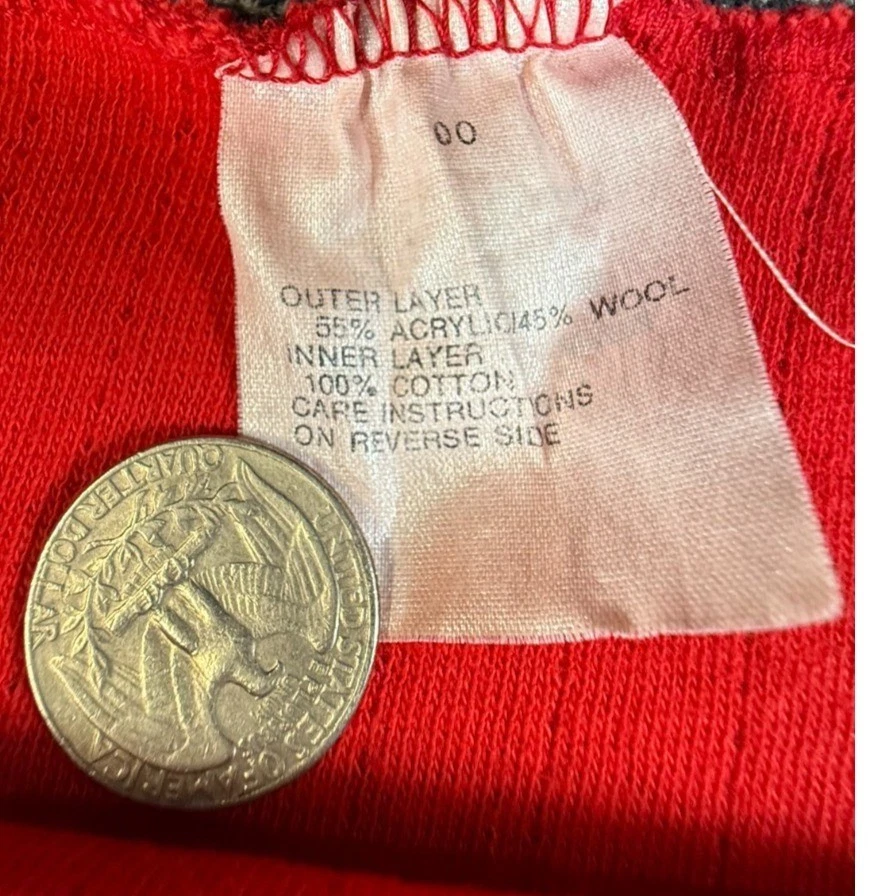 00
OUTER LAYER
55% ACRYLIC/45% WOOL
INNER LAYER
100% COTTON
CARE INSTRUCTIONS
ON REVERSE SIDE
QUARTER DOLLAR
UNITED STATES OF AMERICA